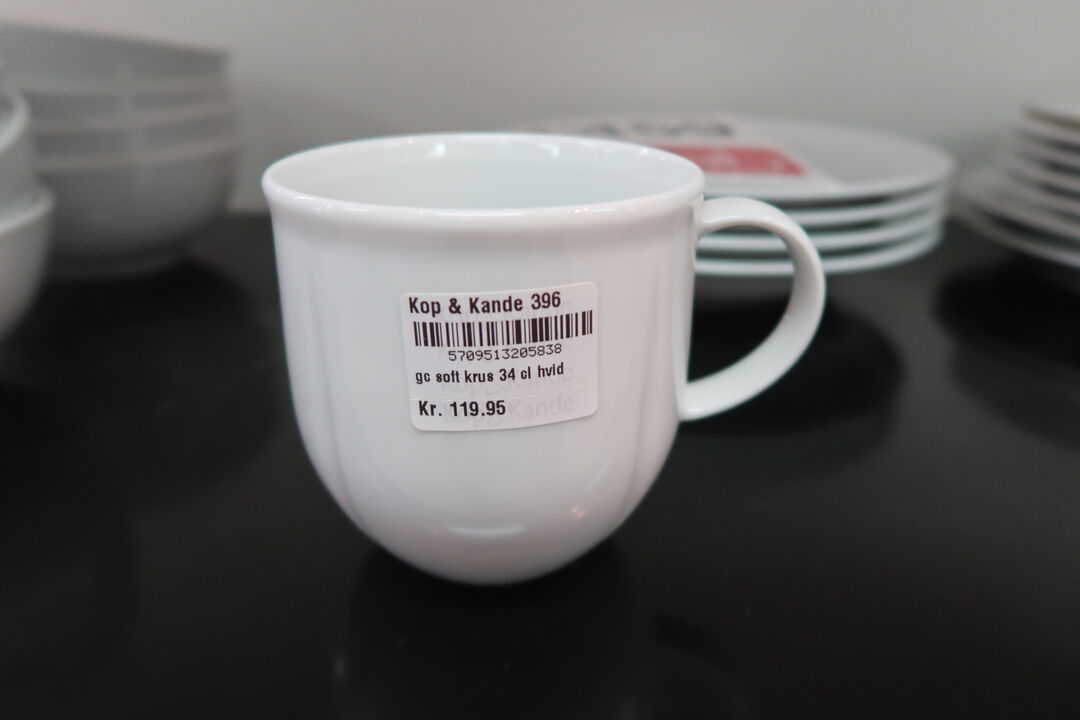 Kop & Kande 396
5709513205838
gc soft krus 34 cl hvid
Kr. 119.95